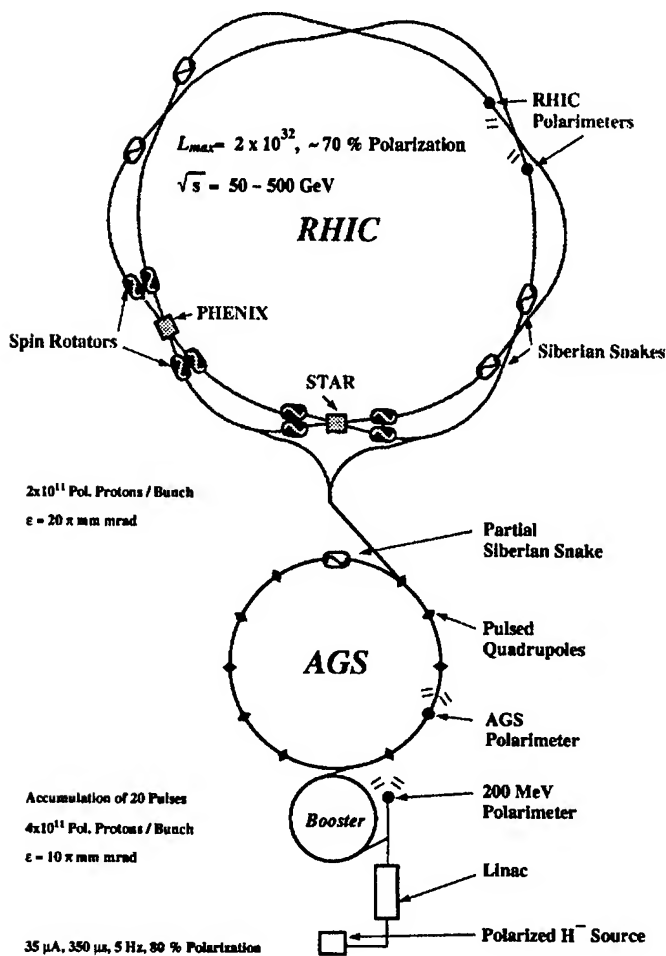 RHIC
Polarimeters
Lmax= 2 x 10^32, ~70 % Polarization
√s = 50 – 500 GeV
RHIC
PHENIX
Spin Rotators
Siberian Snakes
STAR
2x10^11 Pol. Protons / Bunch
ε = 20 π mm mrad
Partial
Siberian Snake
Pulsed
Quadrupoles
AGS
AGS
Polarimeter
200 MeV
Polarimeter
Accumulation of 20 Pulses
4x10^11 Pol. Protons / Bunch
Booster
ε = 10 π mm mrad
Linac
Polarized H⁻ Source
35 μA, 350 μs, 5 Hz, 80 % Polarization